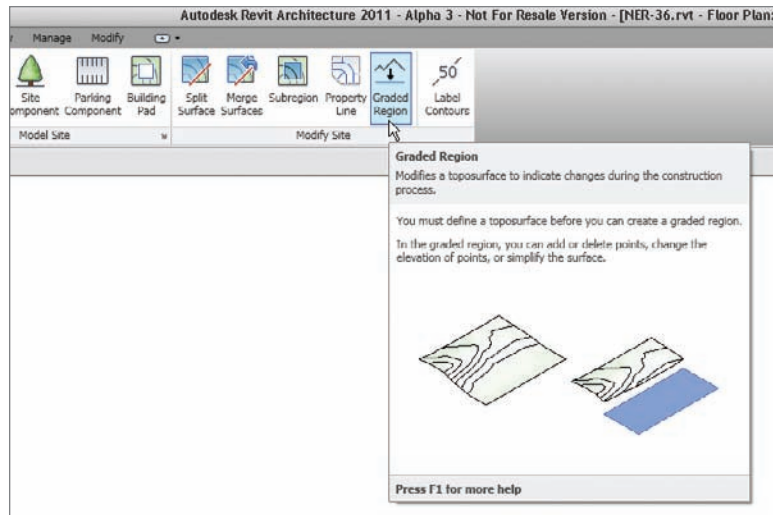 Autodesk Revit Architecture 2011 - Alpha 3 - Not For Resale Version - [NER-36.rvt - Floor Plan:
Manage Modify
Site
omponent
Parking
Component
Building
Pad
Split
Surface
Merge
Surfaces
Subregion
Property
Line
Graded
Region
50
Label
Contours
Model Site
Modify Site
Graded Region
Modifies a toposurface to indicate changes during the construction
process.
You must define a toposurface before you can create a graded region.
In the graded region, you can add or delete points, change the
elevation of points, or simplify the surface.
Press F1 for more help